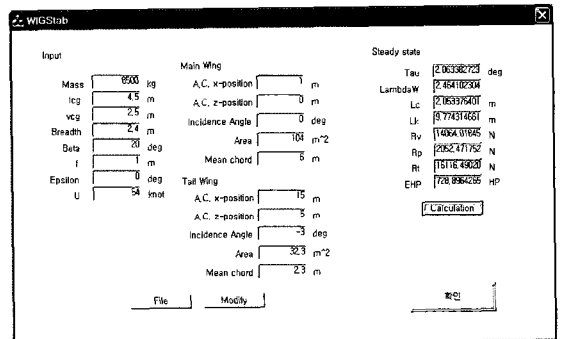 WIGStab
Input
Mass 6500 kg
lcg 4,5 m
vcg 2,5 m
Breadth 2,4 m
Beta 20 deg
f 1 m
Epsilon 0 deg
U 54 knot
Main Wing
A,C, x-position 1 m
A,C, z-position 0 m
Incidence Angle 0 deg
Area 104 m^2
Mean chord 6 m
Tail Wing
A,C, x-position 15 m
A,C, z-position 5 m
Incidence Angle -3 deg
Area 32,3 m^2
Mean chord 2,3 m
Steady state
Tau 2,063382723 deg
LambdaW 2,464102304
Lc 2,053376401 m
Lk 9,774314661 m
Rv 14064,01845 N
Rp 2052,471752 N
Rt 16116,49020 N
EHP 728,8964265 HP
Calculation
File
Modify
확인